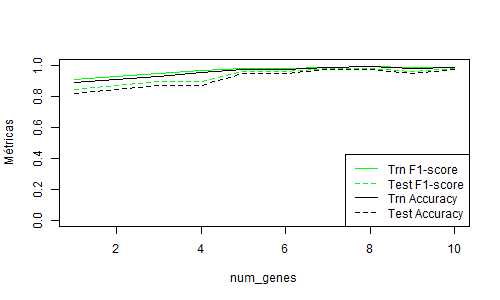 Métricas
1.0
0.8
0.6
0.4
0.2
0.0
Trn F1-score
Test F1-score
Trn Accuracy
Test Accuracy
2
4
6
8
10
num_genes